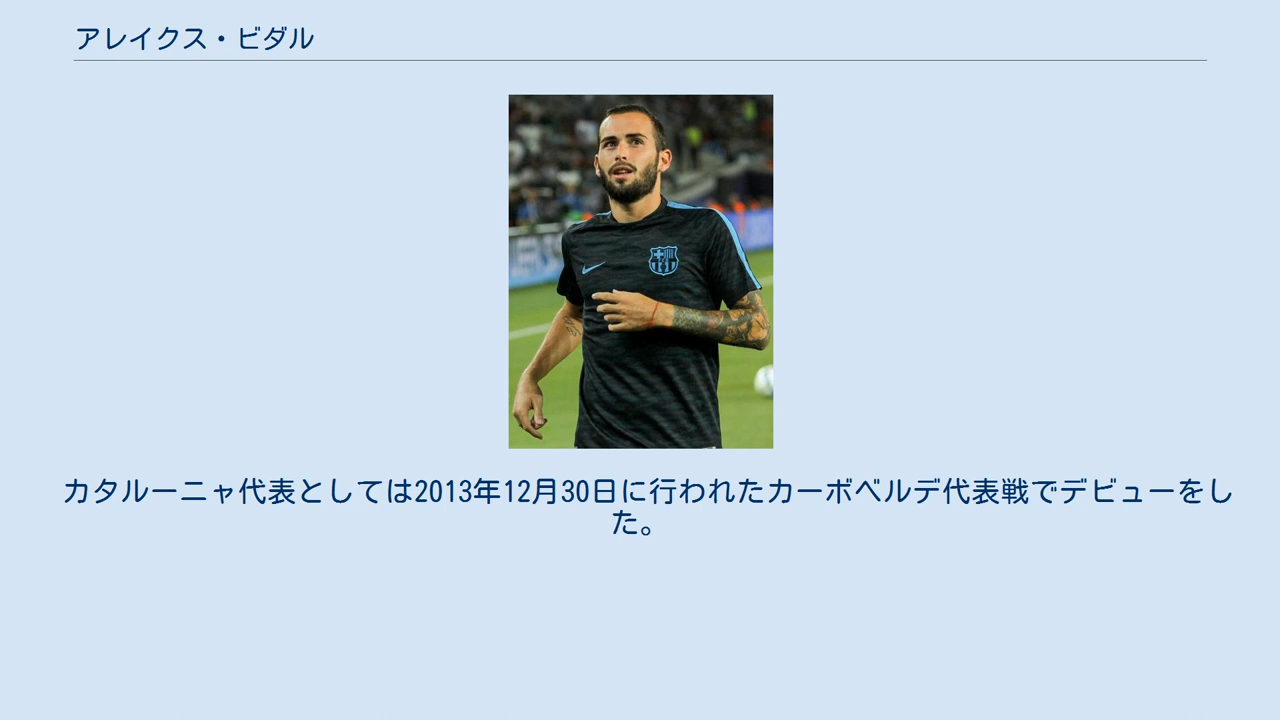 アレイクス・ビダル
カタルーニャ代表としては2013年12月30日に行われたカーボベルデ代表戦でデビューをし
た。